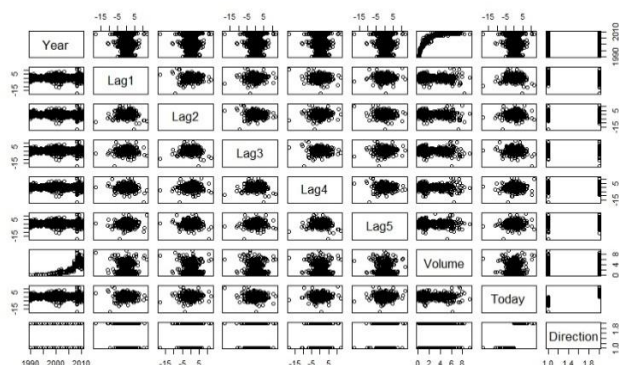 -15 -5 5 -15 -5 5 -15 -5 5 -15 -5 5
Year 1990 2010
-15 5 Lag1
Lag2 -15 5
-15 5 Lag3
Lag4 -15 5
-15 5 Lag5
Volume 0 4 8
-15 5 Today
Direction 1.0 1.8
1990 2000 2010 -15 -5 5 -15 -5 5 0 2 4 6 8 1.0 1.4 1.8